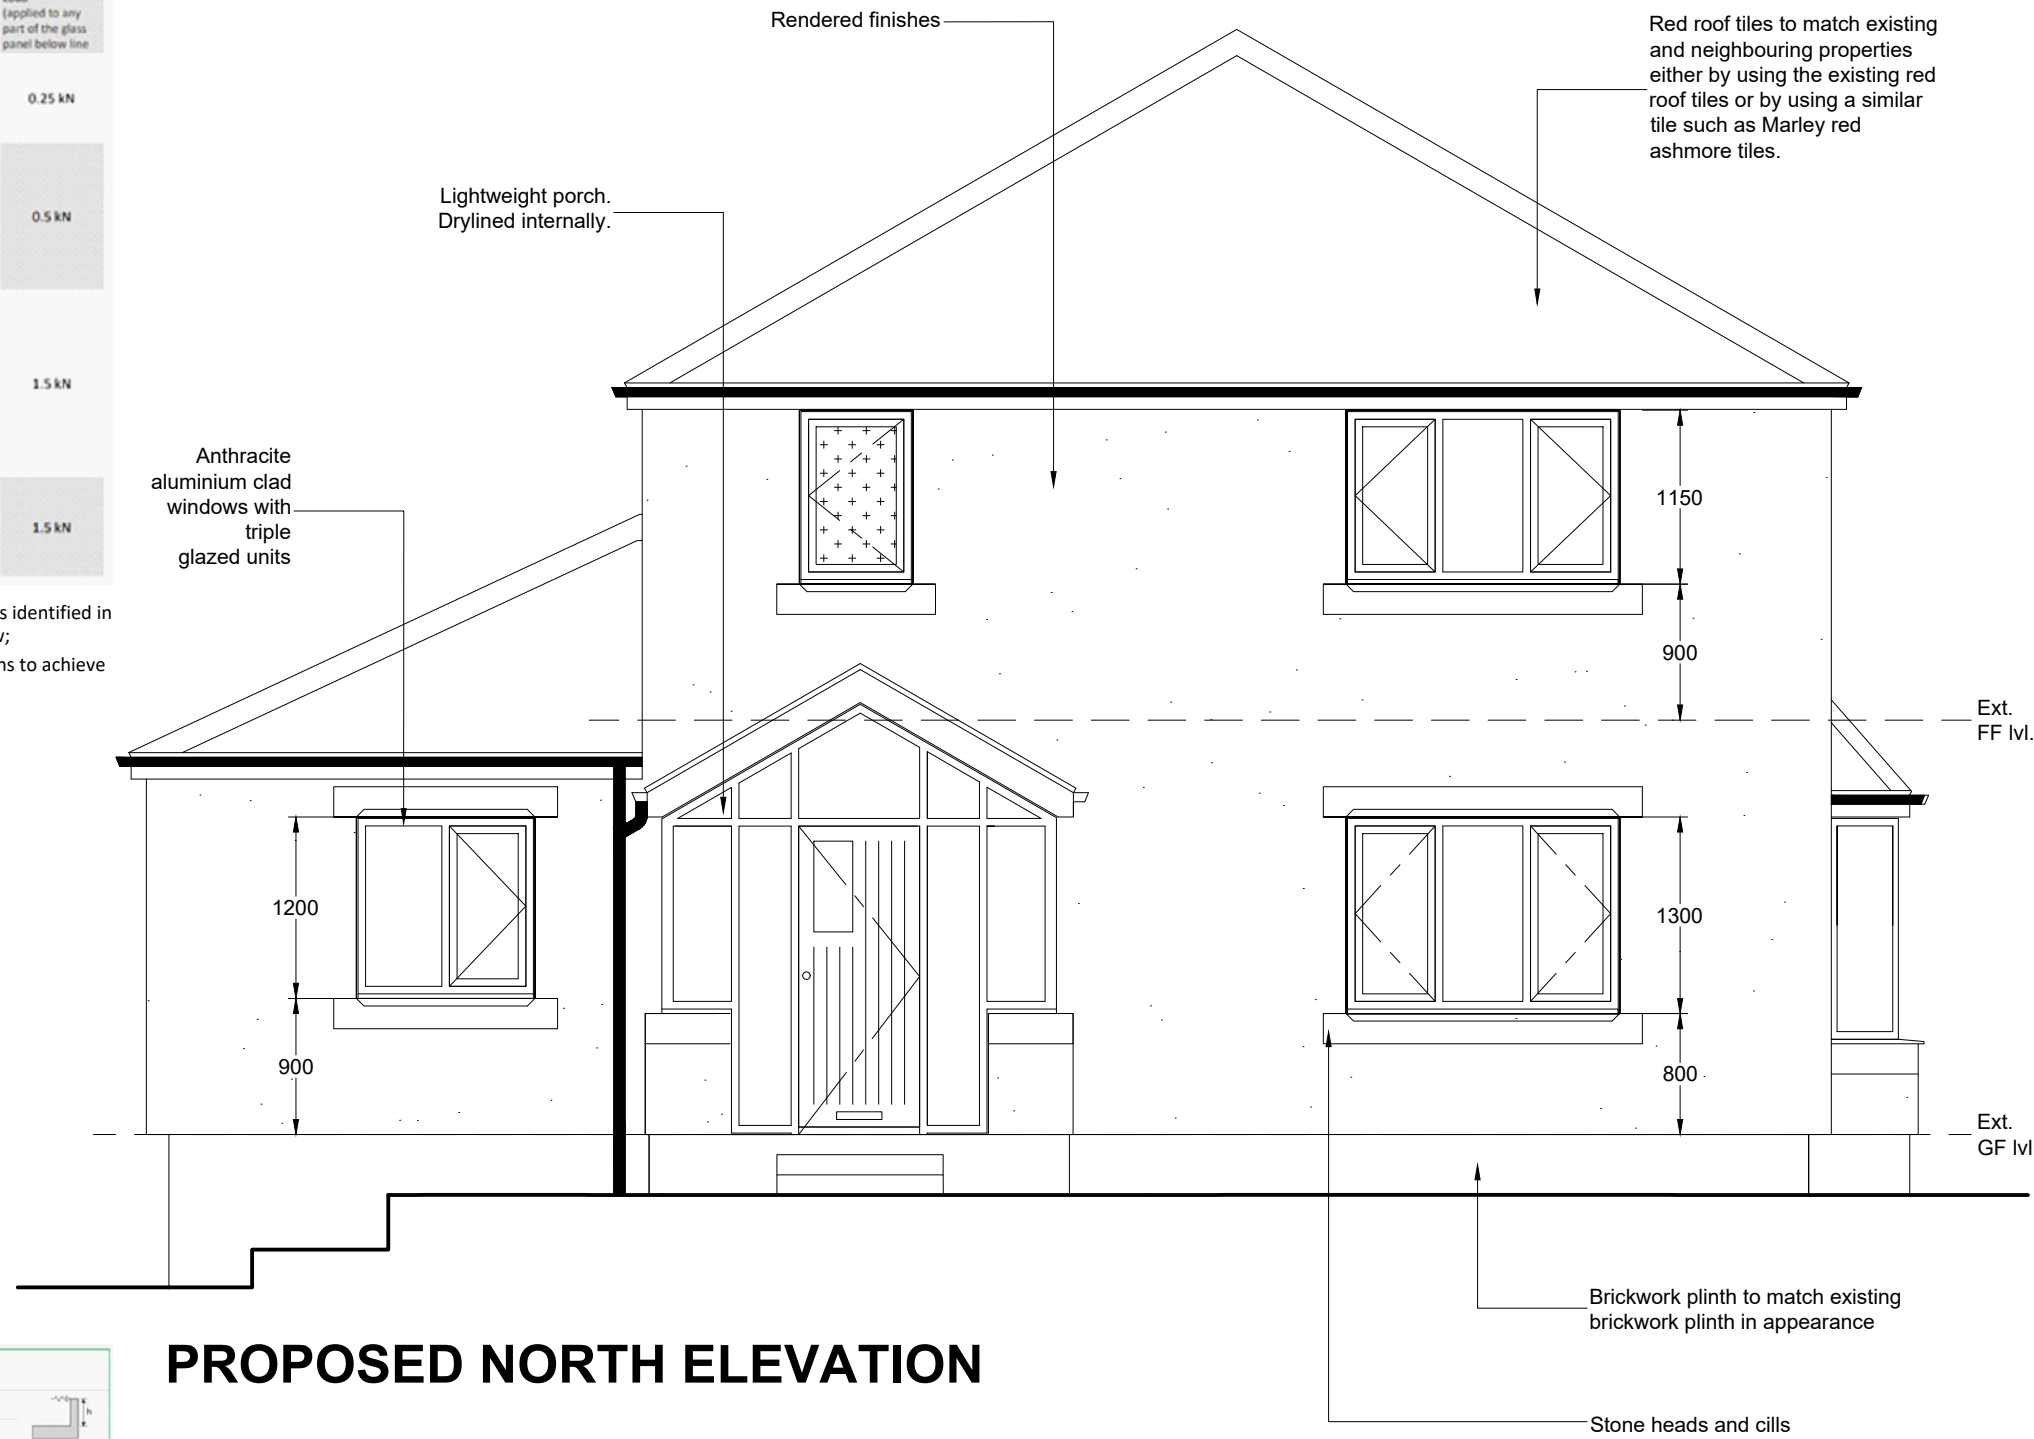 (applied to any
part of the glass
panel below line
0.25 kN
0.5 kN
1.5 kN
1.5 kN
s identified in
;
ns to achieve
h
Rendered finishes
Red roof tiles to match existing
and neighbouring properties
either by using the existing red
roof tiles or by using a similar
tile such as Marley red
ashmore tiles.
Lightweight porch.
Drylined internally.
Anthracite
aluminium clad
windows with
triple
glazed units
1150
900
Ext.
FF lvl.
1200
900
1300
800
Ext.
GF lvl
Brickwork plinth to match existing
brickwork plinth in appearance
PROPOSED NORTH ELEVATION
Stone heads and cills